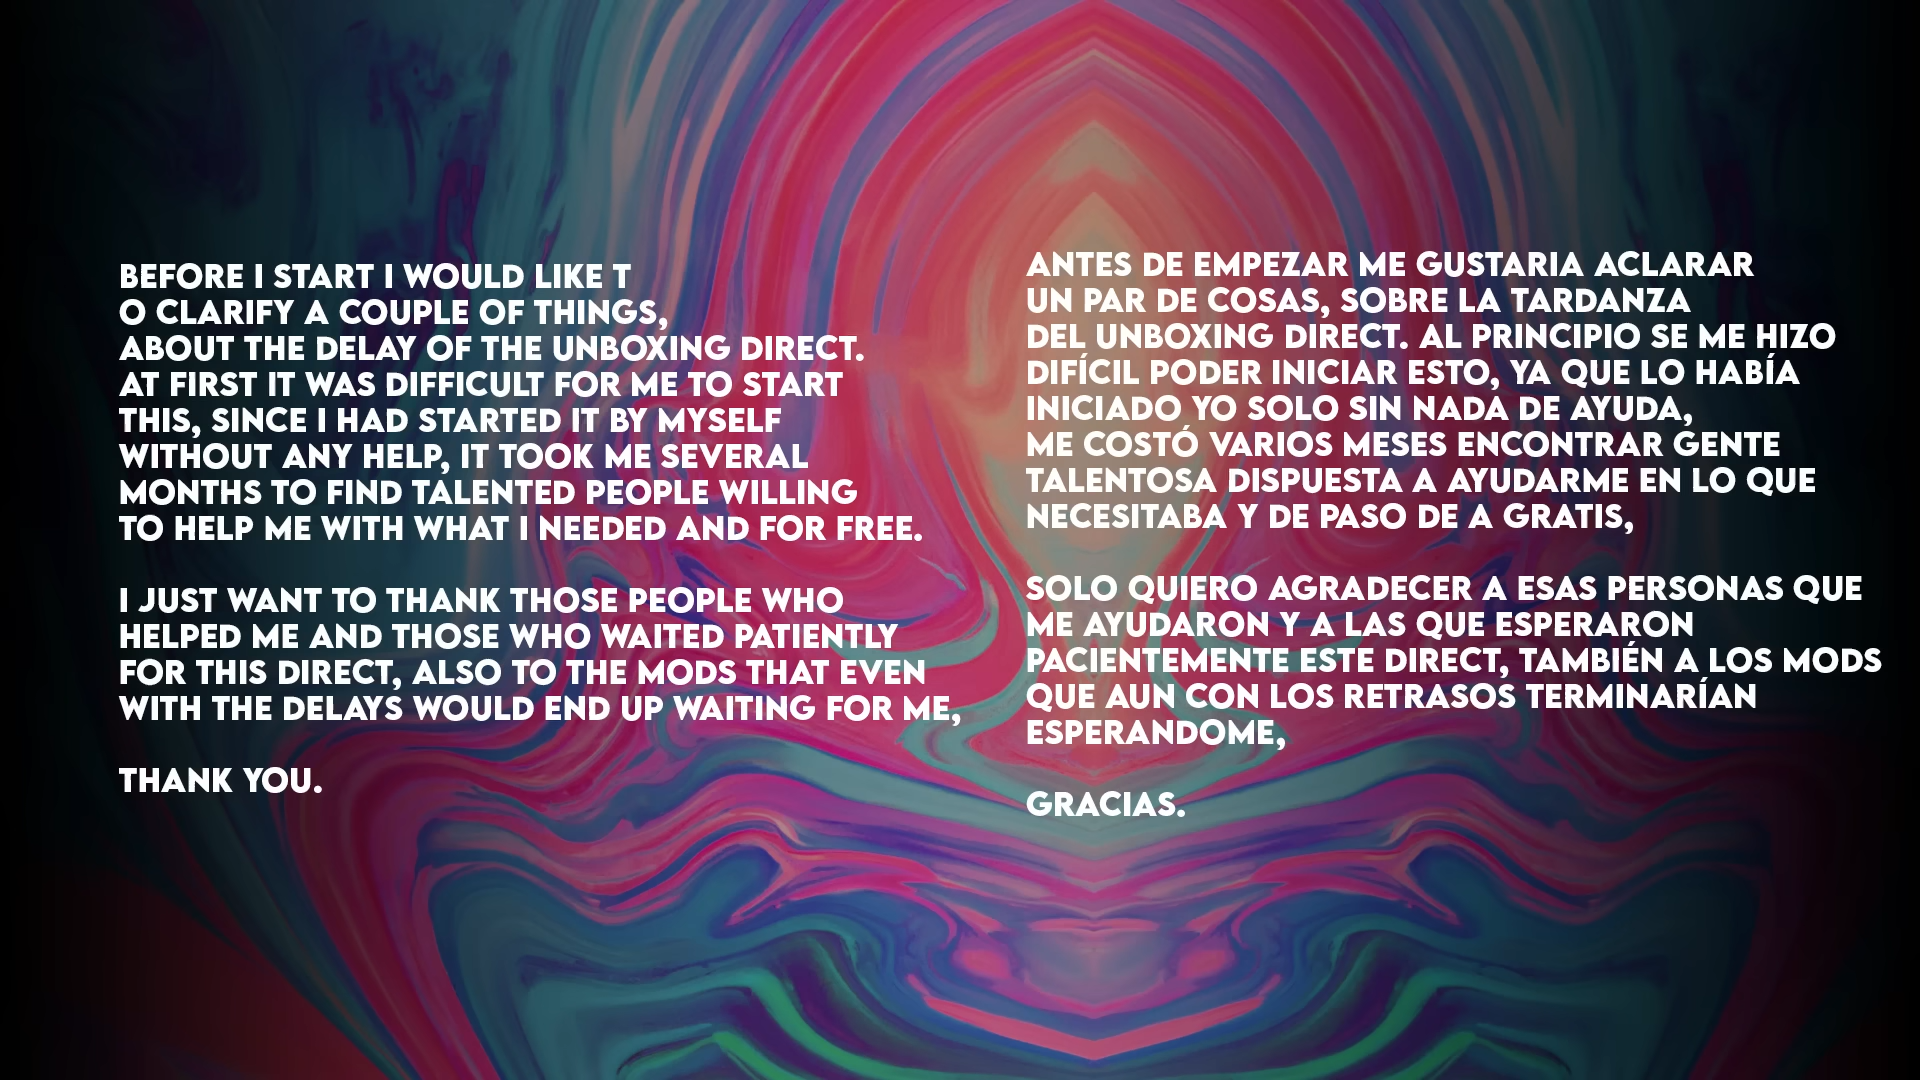 BEFORE I START I WOULD LIKE T
O CLARIFY A COUPLE OF THINGS,
ABOUT THE DELAY OF THE UNBOXING DIRECT.
AT FIRST IT WAS DIFFICULT FOR ME TO START
THIS, SINCE I HAD STARTED IT BY MYSELF
WITHOUT ANY HELP, IT TOOK ME SEVERAL
MONTHS TO FIND TALENTED PEOPLE WILLING
TO HELP ME WITH WHAT I NEEDED AND FOR FREE.
I JUST WANT TO THANK THOSE PEOPLE WHO
HELPED ME AND THOSE WHO WAITED PATIENTLY
FOR THIS DIRECT, ALSO TO THE MODS THAT EVEN
WITH THE DELAYS WOULD END UP WAITING FOR ME,
THANK YOU.
ANTES DE EMPEZAR ME GUSTARIA ACLARAR
UN PAR DE COSAS, SOBRE LA TARDANZA
DEL UNBOXING DIRECT. AL PRINCIPIO SE ME HIZO
DIFÍCIL PODER INICIAR ESTO, YA QUE LO HABÍA
INICIADO YO SOLO SIN NADA DE AYUDA,
ME COSTÓ VARIOS MESES ENCONTRAR GENTE
TALENTOSA DISPUESTA A AYUDARME EN LO QUE
NECESITABA Y DE PASO DE A GRATIS,
SOLO QUIERO AGRADECER A ESAS PERSONAS QUE
ME AYUDARON Y A LAS QUE ESPERARON
PACIENTEMENTE ESTE DIRECT, TAMBIÉN A LOS MODS
QUE AUN CON LOS RETRASOS TERMINARÍAN
ESPERANDOME,
GRACIAS.